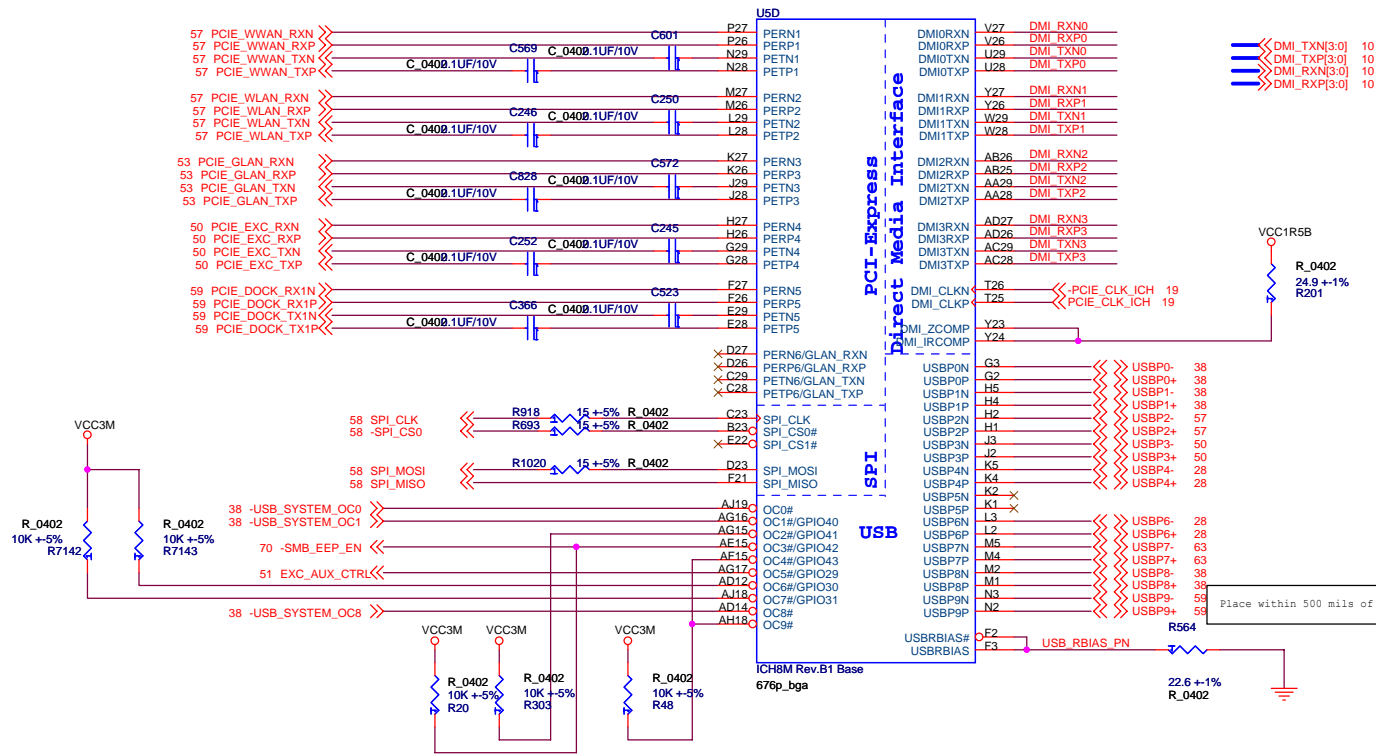 U5D
57 PCIE_WWAN_RXN
57 PCIE_WWAN_RXP
57 PCIE_WWAN_TXN
57 PCIE_WWAN_TXP
C569
C_0402 0.1UF/10V
C_0402 0.1UF/10V
C601
P27 PERN1
P26 PERP1
N29 PETN1
N28 PETP1
57 PCIE_WLAN_RXN
57 PCIE_WLAN_RXP
57 PCIE_WLAN_TXN
57 PCIE_WLAN_TXP
C246
C_0402 0.1UF/10V
C_0402 0.1UF/10V
C250
M27 PERN2
M26 PERP2
L29 PETN2
L28 PETP2
53 PCIE_GLAN_RXN
53 PCIE_GLAN_RXP
53 PCIE_GLAN_TXN
53 PCIE_GLAN_TXP
C828
C_0402 0.1UF/10V
C_0402 0.1UF/10V
C572
K27 PERN3
K26 PERP3
J29 PETN3
J28 PETP3
50 PCIE_EXC_RXN
50 PCIE_EXC_RXP
50 PCIE_EXC_TXN
50 PCIE_EXC_TXP
C252
C_0402 0.1UF/10V
C_0402 0.1UF/10V
C245
H27 PERN4
H26 PERP4
G29 PETN4
G28 PETP4
59 PCIE_DOCK_RX1N
59 PCIE_DOCK_RX1P
59 PCIE_DOCK_TX1N
59 PCIE_DOCK_TX1P
C366
C_0402 0.1UF/10V
C_0402 0.1UF/10V
C523
F27 PERN5
F26 PERP5
E29 PETN5
E28 PETP5
D27 PERN6/GLAN_RXN
D26 PERP6/GLAN_RXP
C29 PETN6/GLAN_TXN
C28 PETP6/GLAN_TXP
58 SPI_CLK
58 -SPI_CS0
R918 15 +-5% R_0402
R693 15 +-5% R_0402
C23 SPI_CLK
B23 SPI_CS0#
E22 SPI_CS1#
58 SPI_MOSI
58 SPI_MISO
R1020 15 +-5% R_0402
D23 SPI_MOSI
F21 SPI_MISO
VCC3M
R_0402
10K +-5%
R7142
R_0402
10K +-5%
R7143
38 -USB_SYSTEM_OC0
38 -USB_SYSTEM_OC1
70 -SMB_EEP_EN
51 EXC_AUX_CTRL
38 -USB_SYSTEM_OC8
AJ19 OC0#
AG16 OC1#/GPIO40
AG15 OC2#/GPIO41
AE15 OC3#/GPIO42
AF15 OC4#/GPIO43
AG17 OC5#/GPIO29
AD12 OC6#/GPIO30
AJ18 OC7#/GPIO31
AD14 OC8#
AH18 OC9#
VCC3M
R_0402
10K +-5%
R20
VCC3M
R_0402
10K +-5%
R303
VCC3M
R_0402
10K +-5%
R48
PCI-Express
Direct Media Interface
SPI
USB
ICH8M Rev.B1 Base
676p_bga
DMI0RXN V27 DMI_RXN0
DMI0RXP V26 DMI_RXP0
DMI0TXN U29 DMI_TXN0
DMI0TXP U28 DMI_TXP0
DMI1RXN Y27 DMI_RXN1
DMI1RXP Y26 DMI_RXP1
DMI1TXN W29 DMI_TXN1
DMI1TXP W28 DMI_TXP1
DMI2RXN AB26 DMI_RXN2
DMI2RXP AB25 DMI_RXP2
DMI2TXN AA29 DMI_TXN2
DMI2TXP AA28 DMI_TXP2
DMI3RXN AD27 DMI_RXN3
DMI3RXP AD26 DMI_RXP3
DMI3TXN AC29 DMI_TXN3
DMI3TXP AC28 DMI_TXP3
DMI_CLKN T26 -PCIE_CLK_ICH 19
DMI_CLKP T25 PCIE_CLK_ICH 19
DMI_ZCOMP Y23
DMI_IRCOMP Y24
DMI_TXN[3:0] 10
DMI_TXP[3:0] 10
DMI_RXN[3:0] 10
DMI_RXP[3:0] 10
VCC1R5B
R_0402
24.9 +-1%
R201
USBP0N G3 USBP0- 38
USBP0P G2 USBP0+ 38
USBP1N H5 USBP1- 38
USBP1P H4 USBP1+ 38
USBP2N H2 USBP2- 57
USBP2P H1 USBP2+ 57
USBP3N J3 USBP3- 50
USBP3P J2 USBP3+ 50
USBP4N K5 USBP4- 28
USBP4P K4 USBP4+ 28
USBP5N K2
USBP5P K1
USBP6N L3 USBP6- 28
USBP6P L2 USBP6+ 28
USBP7N M5 USBP7- 63
USBP7P M4 USBP7+ 63
USBP8N M2 USBP8- 38
USBP8P M1 USBP8+ 38
USBP9N N3 USBP9- 59
USBP9P N2 USBP9+ 59
Place within 500 mils of
USBRBIAS# F2
USBRBIAS F3
USB_RBIAS_PN
R564
22.6 +-1%
R_0402